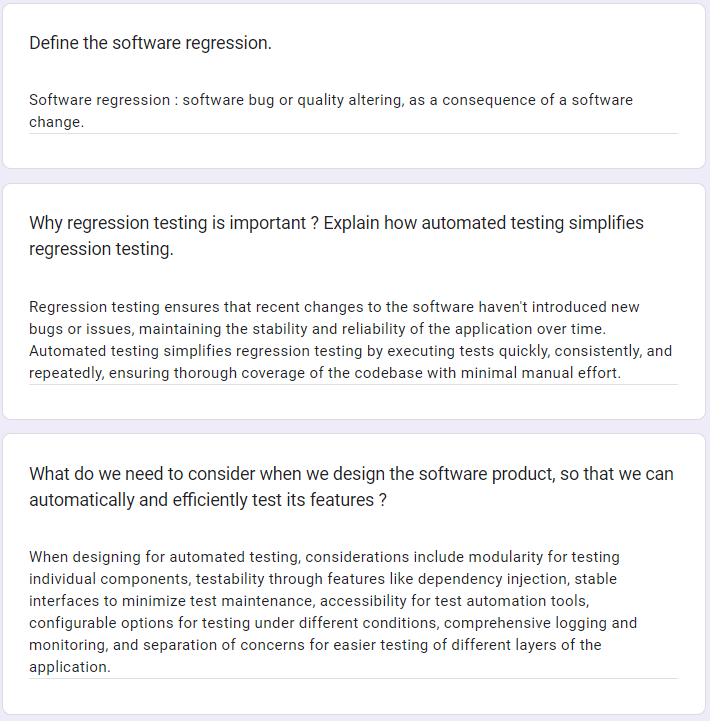 Define the software regression.
Software regression : software bug or quality altering, as a consequence of a software
change.
Why regression testing is important ? Explain how automated testing simplifies
regression testing.
Regression testing ensures that recent changes to the software haven't introduced new
bugs or issues, maintaining the stability and reliability of the application over time.
Automated testing simplifies regression testing by executing tests quickly, consistently, and
repeatedly, ensuring thorough coverage of the codebase with minimal manual effort.
What do we need to consider when we design the software product, so that we can
automatically and efficiently test its features ?
When designing for automated testing, considerations include modularity for testing
individual components, testability through features like dependency injection, stable
interfaces to minimize test maintenance, accessibility for test automation tools,
configurable options for testing under different conditions, comprehensive logging and
monitoring, and separation of concerns for easier testing of different layers of the
application.